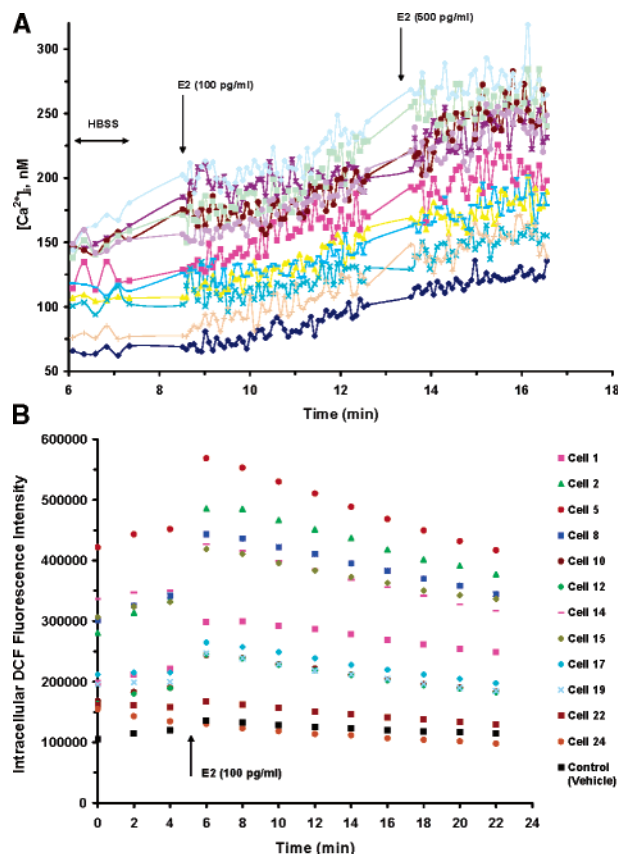 A
300
250
200
150
100
50
[Ca²⁺]ᵢ, nM
HBSS
E2 (100 pg/ml)
E2 (500 pg/ml)
6 8 10 12 14 16 18
Time (min)
B
600000
500000
400000
300000
200000
100000
0
Intracellular DCF Fluorescence Intensity
E2 (100 pg/ml)
0 2 4 6 8 10 12 14 16 18 20 22 24
Time (min)
Cell 1
Cell 2
Cell 5
Cell 8
Cell 10
Cell 12
Cell 14
Cell 15
Cell 17
Cell 19
Cell 22
Cell 24
Control
(Vehicle)